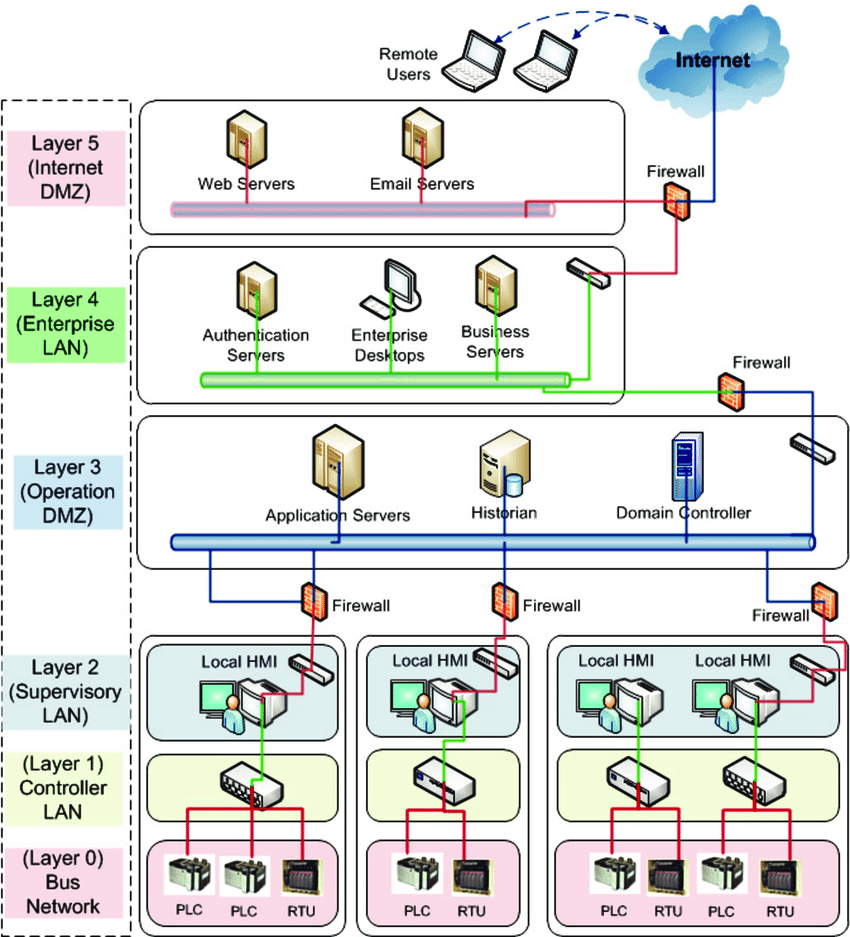 Remote
Users
Internet
Layer 5
(Internet
DMZ)
Web Servers
Email Servers
Firewall
Layer 4
(Enterprise
LAN)
Authentication
Servers
Enterprise
Desktops
Business
Servers
Firewall
Layer 3
(Operation
DMZ)
Application Servers
Historian
Domain Controller
Firewall
Firewall
Firewall
Layer 2
(Supervisory
LAN)
Local HMI
Local HMI
Local HMI
Local HMI
(Layer 1)
Controller
LAN
(Layer 0)
Bus
Network
PLC
PLC
RTU
PLC
RTU
PLC
RTU
PLC
RTU